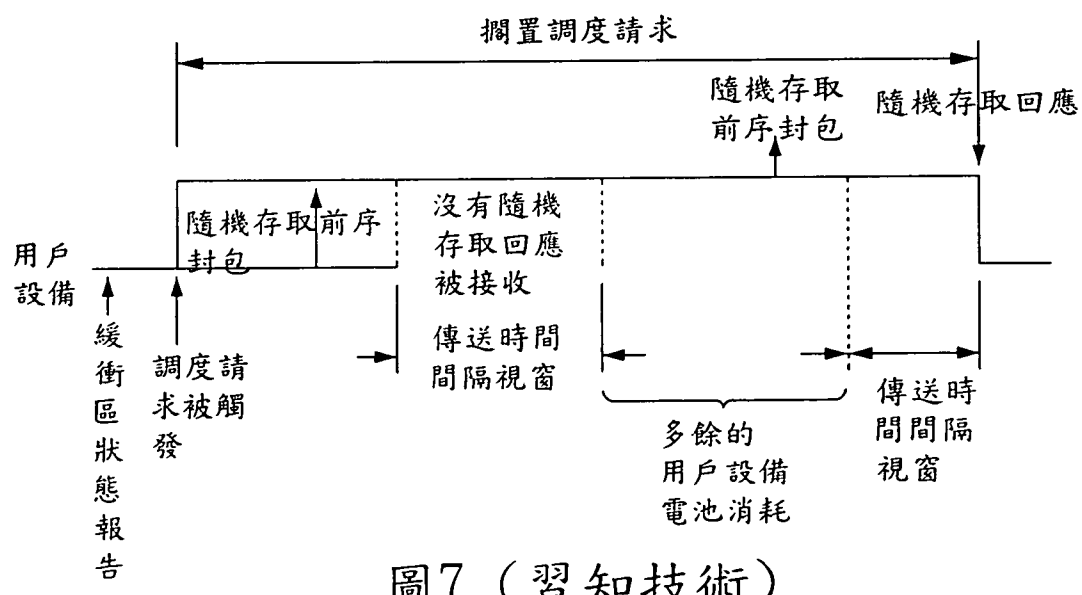 擱置調度請求
隨機存取
前序封包
隨機存取回應
隨機存取前序
封包
沒有隨機
存取回應
被接收
用戶
設備
緩衝區狀態報告
調度請
求被觸
發
傳送時間
間隔視窗
多餘的
用戶設備
電池消耗
傳送時
間間隔
視窗
圖7（習知技術）